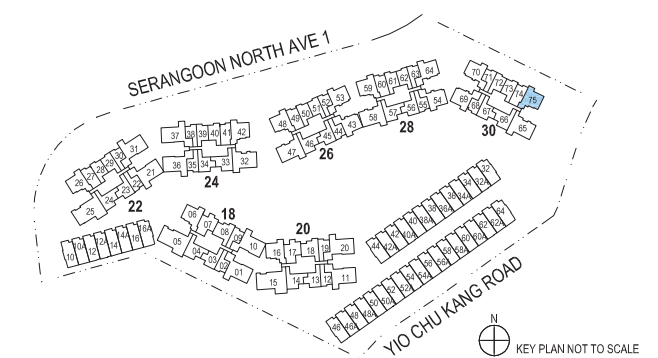 SERANGOON NORTH AVE 1
70 71 72 73 74 75
69 68 67 66 65
30
59 60 61 62 63 64
58 57 56 55 54
28
48 49 50 51 52 53
47 46 45 44 43
26
37 38 39 40 41 42
36 35 34 33 32
24
26 27 28 29 30 31
25 24 23 22 21
22
06 07 08 09 10
05 04 03 02 01
18
16 17 18 19 20
15 14 13 12 11
20
10 10A 12 12A 14 14A 16 16A
44 42A 42 40A 40 38A 38 36A 36 34A 34 32A 32
46 46A 48 48A 50 50A 52 52A 54 54A 56 56A 58 58A 60 60A 62 62A 64
YIO CHU KANG ROAD
N
KEY PLAN NOT TO SCALE